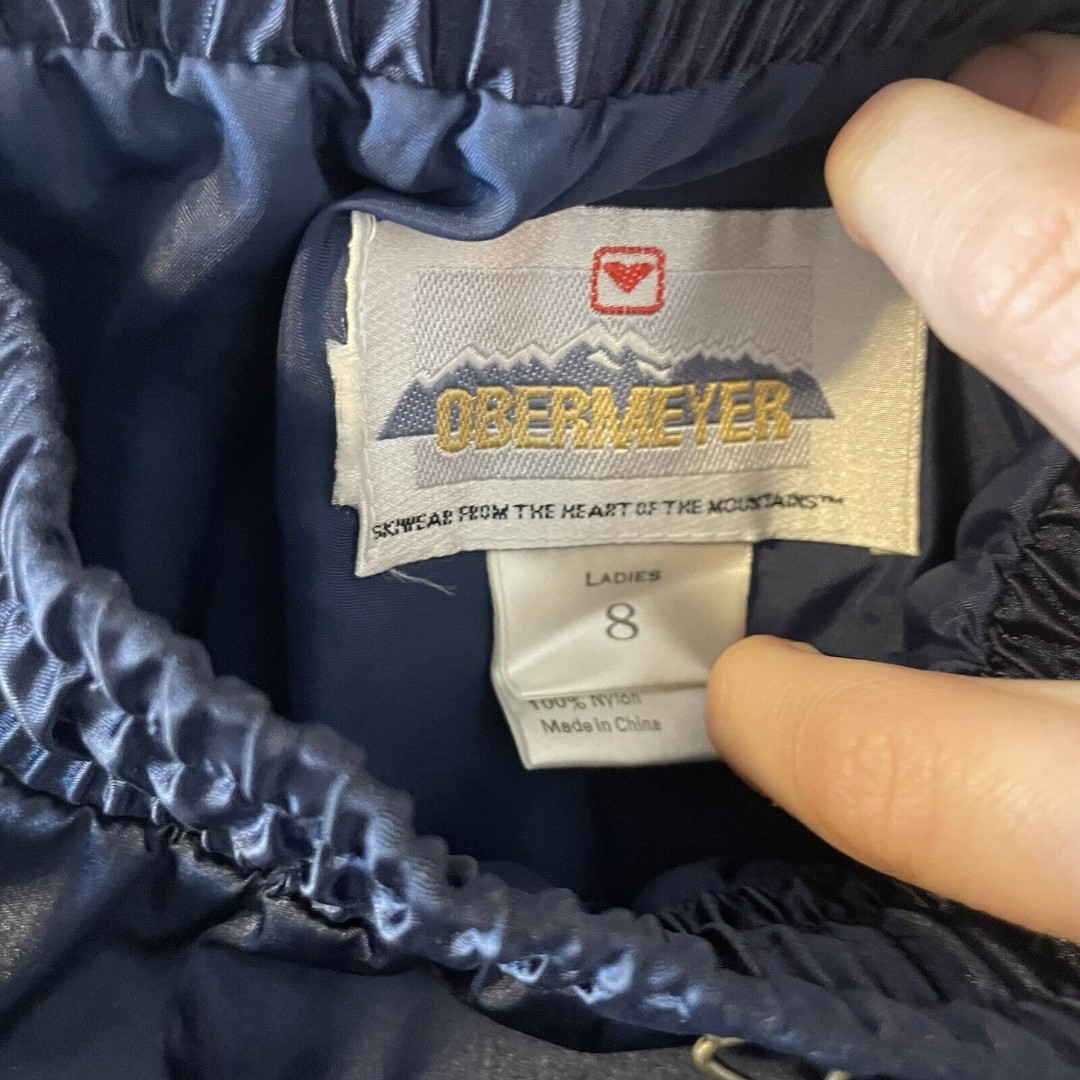 OBERMEYER
SKIWEAR FROM THE HEART OF THE MOUNTAINS™
LADIES
8
100% Nylon
Made in China